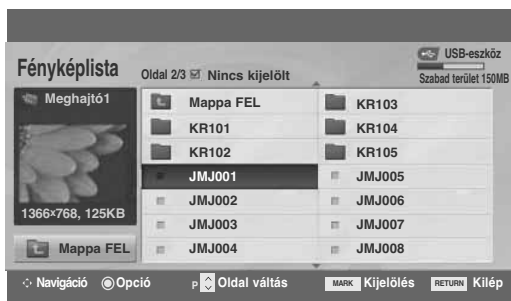 Fényképlista
Oldal 2/3 Nincs kijelölt
USB-eszköz
Szabad terület 150MB
Meghajtó1
1366x768, 125KB
Mappa FEL
Mappa FEL
KR101
KR102
JMJ001
JMJ002
JMJ003
JMJ004
KR103
KR104
KR105
JMJ005
JMJ006
JMJ007
JMJ008
Navigáció Opció P Oldal váltás MARK Kijelölés RETURN Kilép